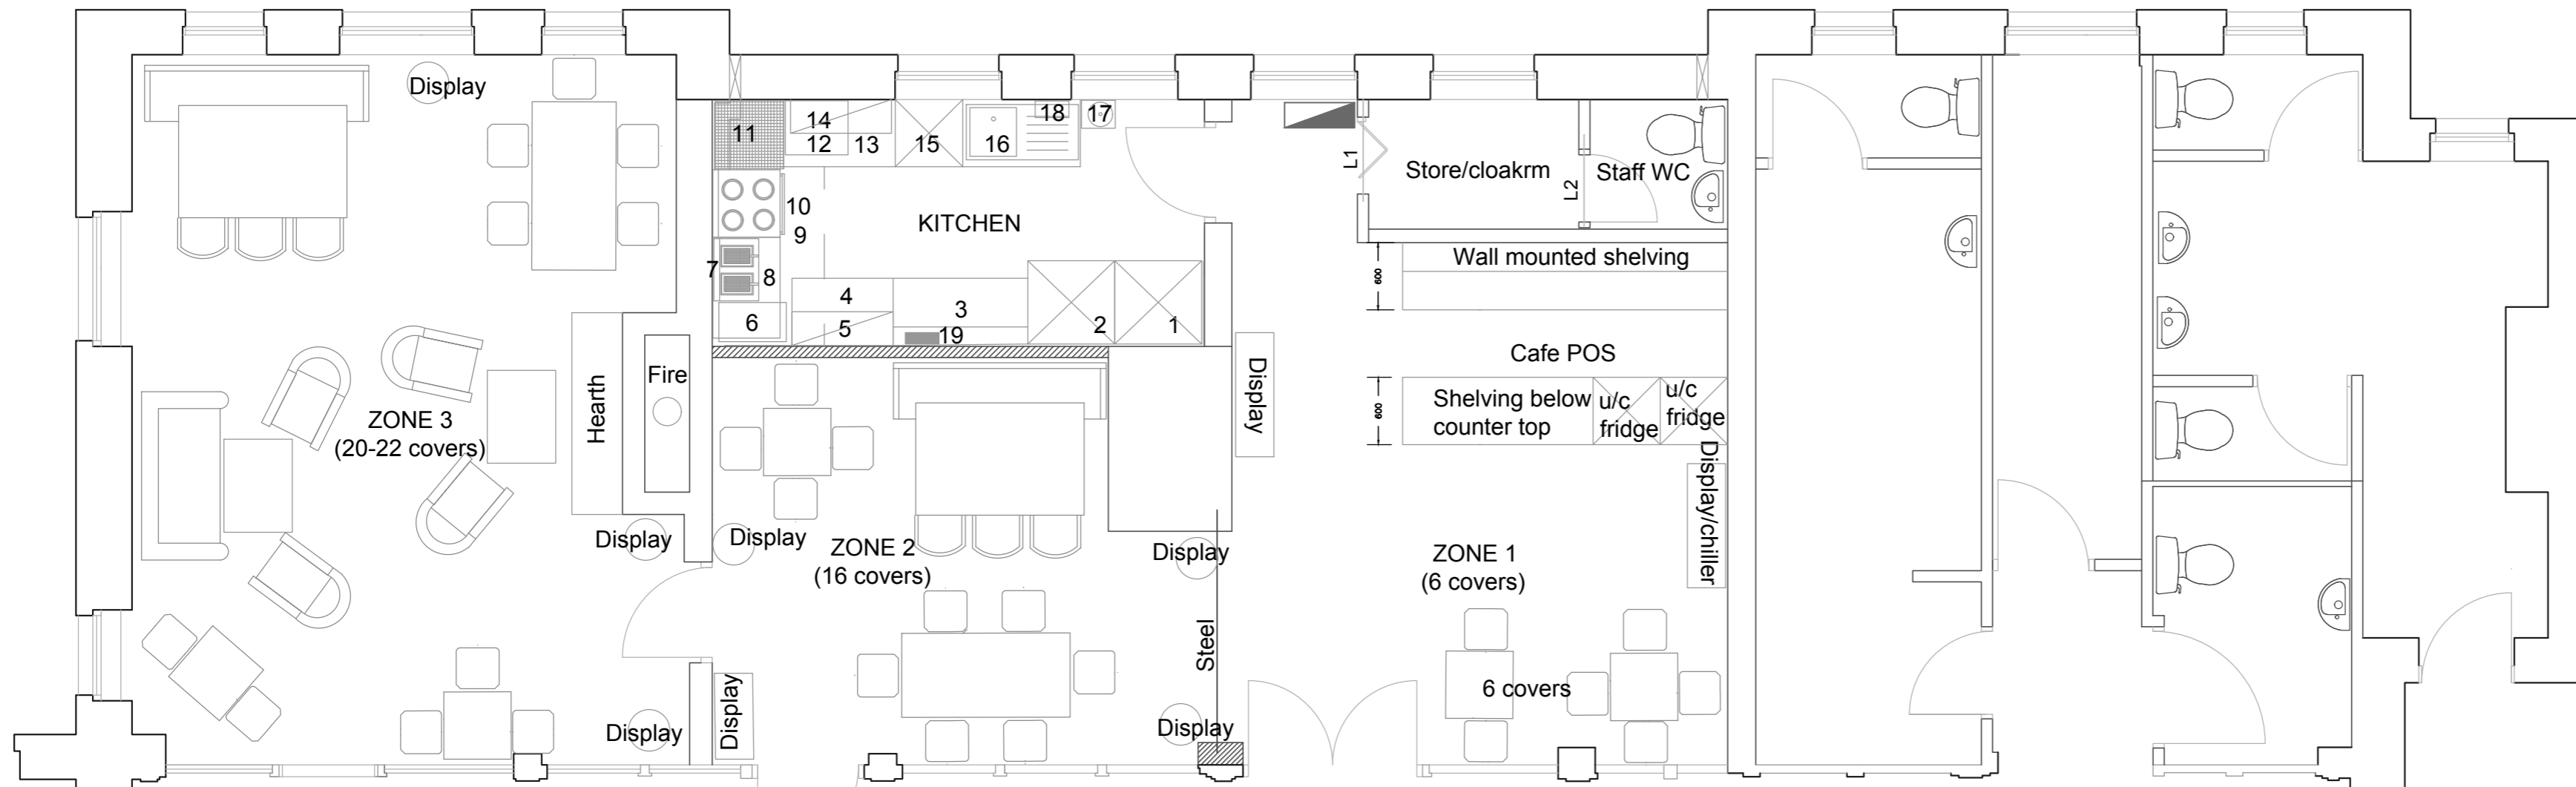 Display
11
14
12
13
15
16
18
17
10
9
KITCHEN
7
8
6
4
5
3
19
2
1
L1
Store/cloakrm
L2
Staff WC
Wall mounted shelving
600
Cafe POS
600
Shelving below
counter top
u/c
fridge
u/c
fridge
Display
Display/chiller
Fire
Hearth
ZONE 3
(20-22 covers)
Display
Display
ZONE 2
(16 covers)
Display
ZONE 1
(6 covers)
Steel
6 covers
Display
Display
Display